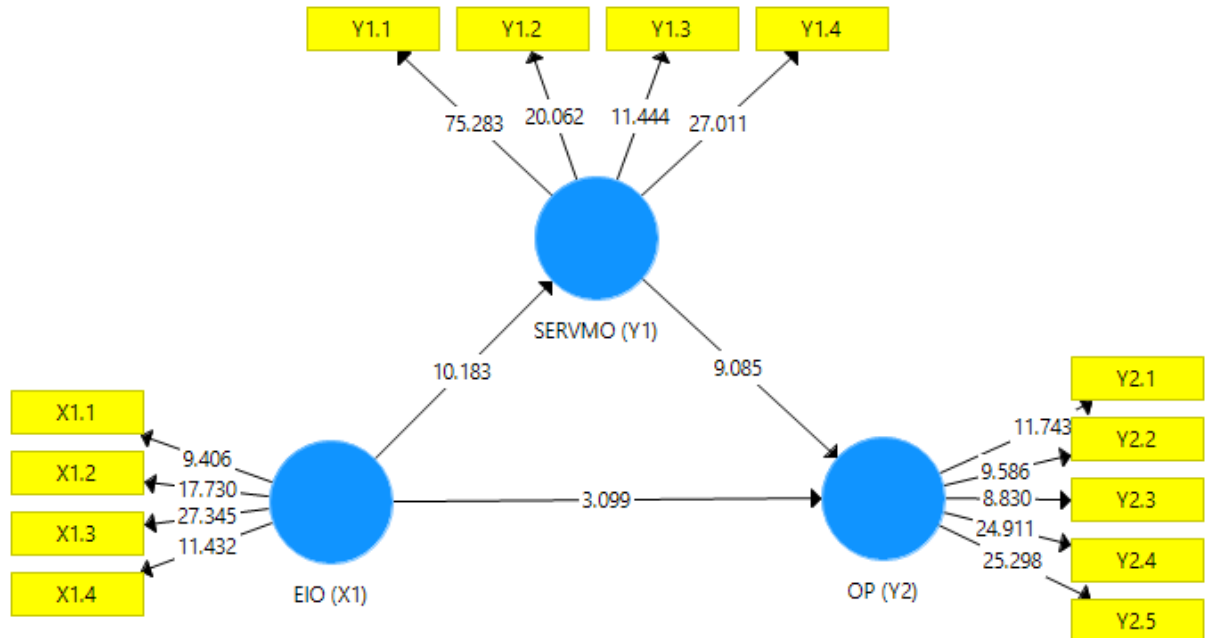 Y1.1 Y1.2 Y1.3 Y1.4
75.283 20.062 11.444 27.011
SERVMO (Y1)
10.183 9.085
X1.1
X1.2
X1.3
X1.4
9.406
17.730
27.345
11.432
EIO (X1)
3.099
OP (Y2)
11.743
9.586
8.830
24.911
25.298
Y2.1
Y2.2
Y2.3
Y2.4
Y2.5